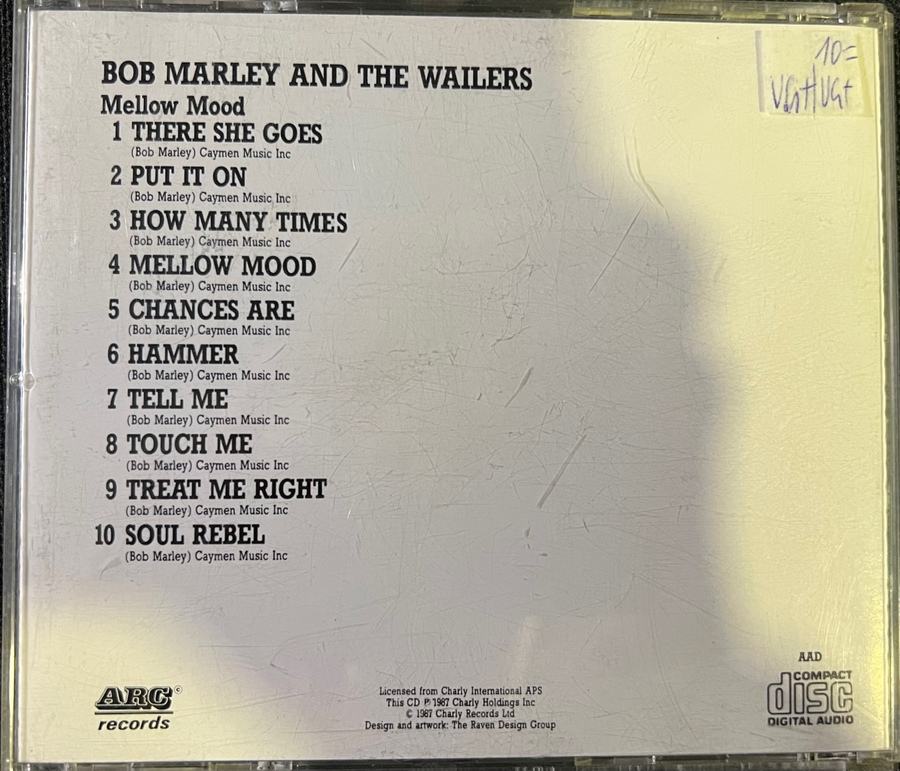 10=
VG+/VG+
BOB MARLEY AND THE WAILERS
Mellow Mood
1 THERE SHE GOES
(Bob Marley) Caymen Music Inc
2 PUT IT ON
(Bob Marley) Caymen Music Inc
3 HOW MANY TIMES
(Bob Marley) Caymen Music Inc
4 MELLOW MOOD
(Bob Marley) Caymen Music Inc
5 CHANCES ARE
(Bob Marley) Caymen Music Inc
6 HAMMER
(Bob Marley) Caymen Music Inc
7 TELL ME
(Bob Marley) Caymen Music Inc
8 TOUCH ME
(Bob Marley) Caymen Music Inc
9 TREAT ME RIGHT
(Bob Marley) Caymen Music Inc
10 SOUL REBEL
(Bob Marley) Caymen Music Inc
ARC©
records
Licensed from Charly International APS
This CD ℗ 1987 Charly Holdings Inc
© 1987 Charly Records Ltd
Design and artwork: The Raven Design Group
AAD
COMPACT
disc
DIGITAL AUDIO